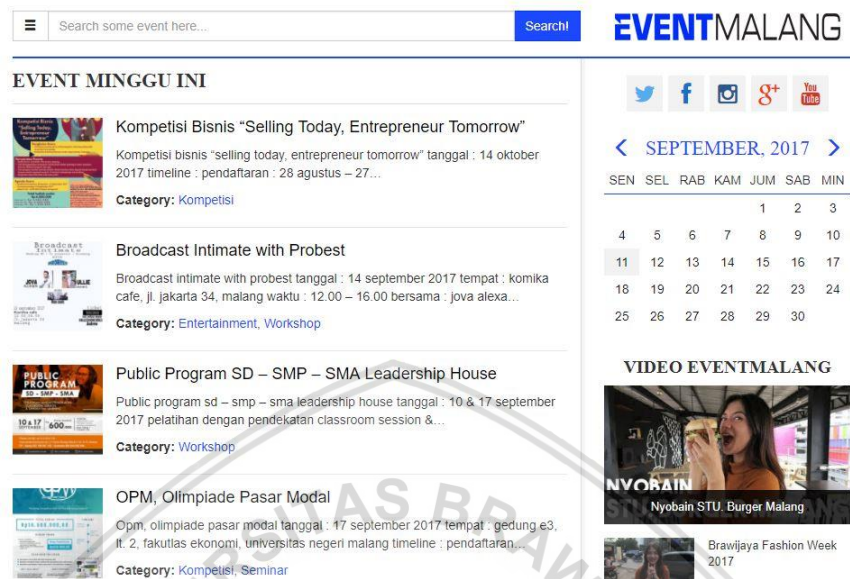 Search some event here...
Search!
EVENTMALANG
EVENT MINGGU INI
Kompetisi Bisnis “Selling Today, Entrepreneur Tomorrow”
Kompetisi bisnis “selling today, entrepreneur tomorrow” tanggal : 14 oktober
2017 timeline : pendaftaran : 28 agustus – 27…
Category: Kompetisi
Broadcast Intimate with Probest
Broadcast intimate with probest tanggal : 14 september 2017 tempat : komika
cafe, jl. jakarta 34, malang waktu : 12.00 – 16.00 bersama : jova alexa…
Category: Entertainment, Workshop
PUBLIC
PROGRAM
SD - SMP - SMA
10 & 17
600
Public Program SD – SMP – SMA Leadership House
Public program sd – smp – sma leadership house tanggal : 10 & 17 september
2017 pelatihan dengan pendekatan classroom session &…
Category: Workshop
OPM, Olimpiade Pasar Modal
Opm, olimpiade pasar modal tanggal : 17 september 2017 tempat : gedung e3,
lt. 2, fakutlas ekonomi, universitas negeri malang timeline : pendaftaran…
Category: Kompetisi, Seminar
You
Tube
SEPTEMBER, 2017
SEN SEL RAB KAM JUM SAB MIN
1 2 3
4 5 6 7 8 9 10
11 12 13 14 15 16 17
18 19 20 21 22 23 24
25 26 27 28 29 30
VIDEO EVENTMALANG
NYOBAIN
Nyobain STU. Burger Malang
Brawijaya Fashion Week
2017